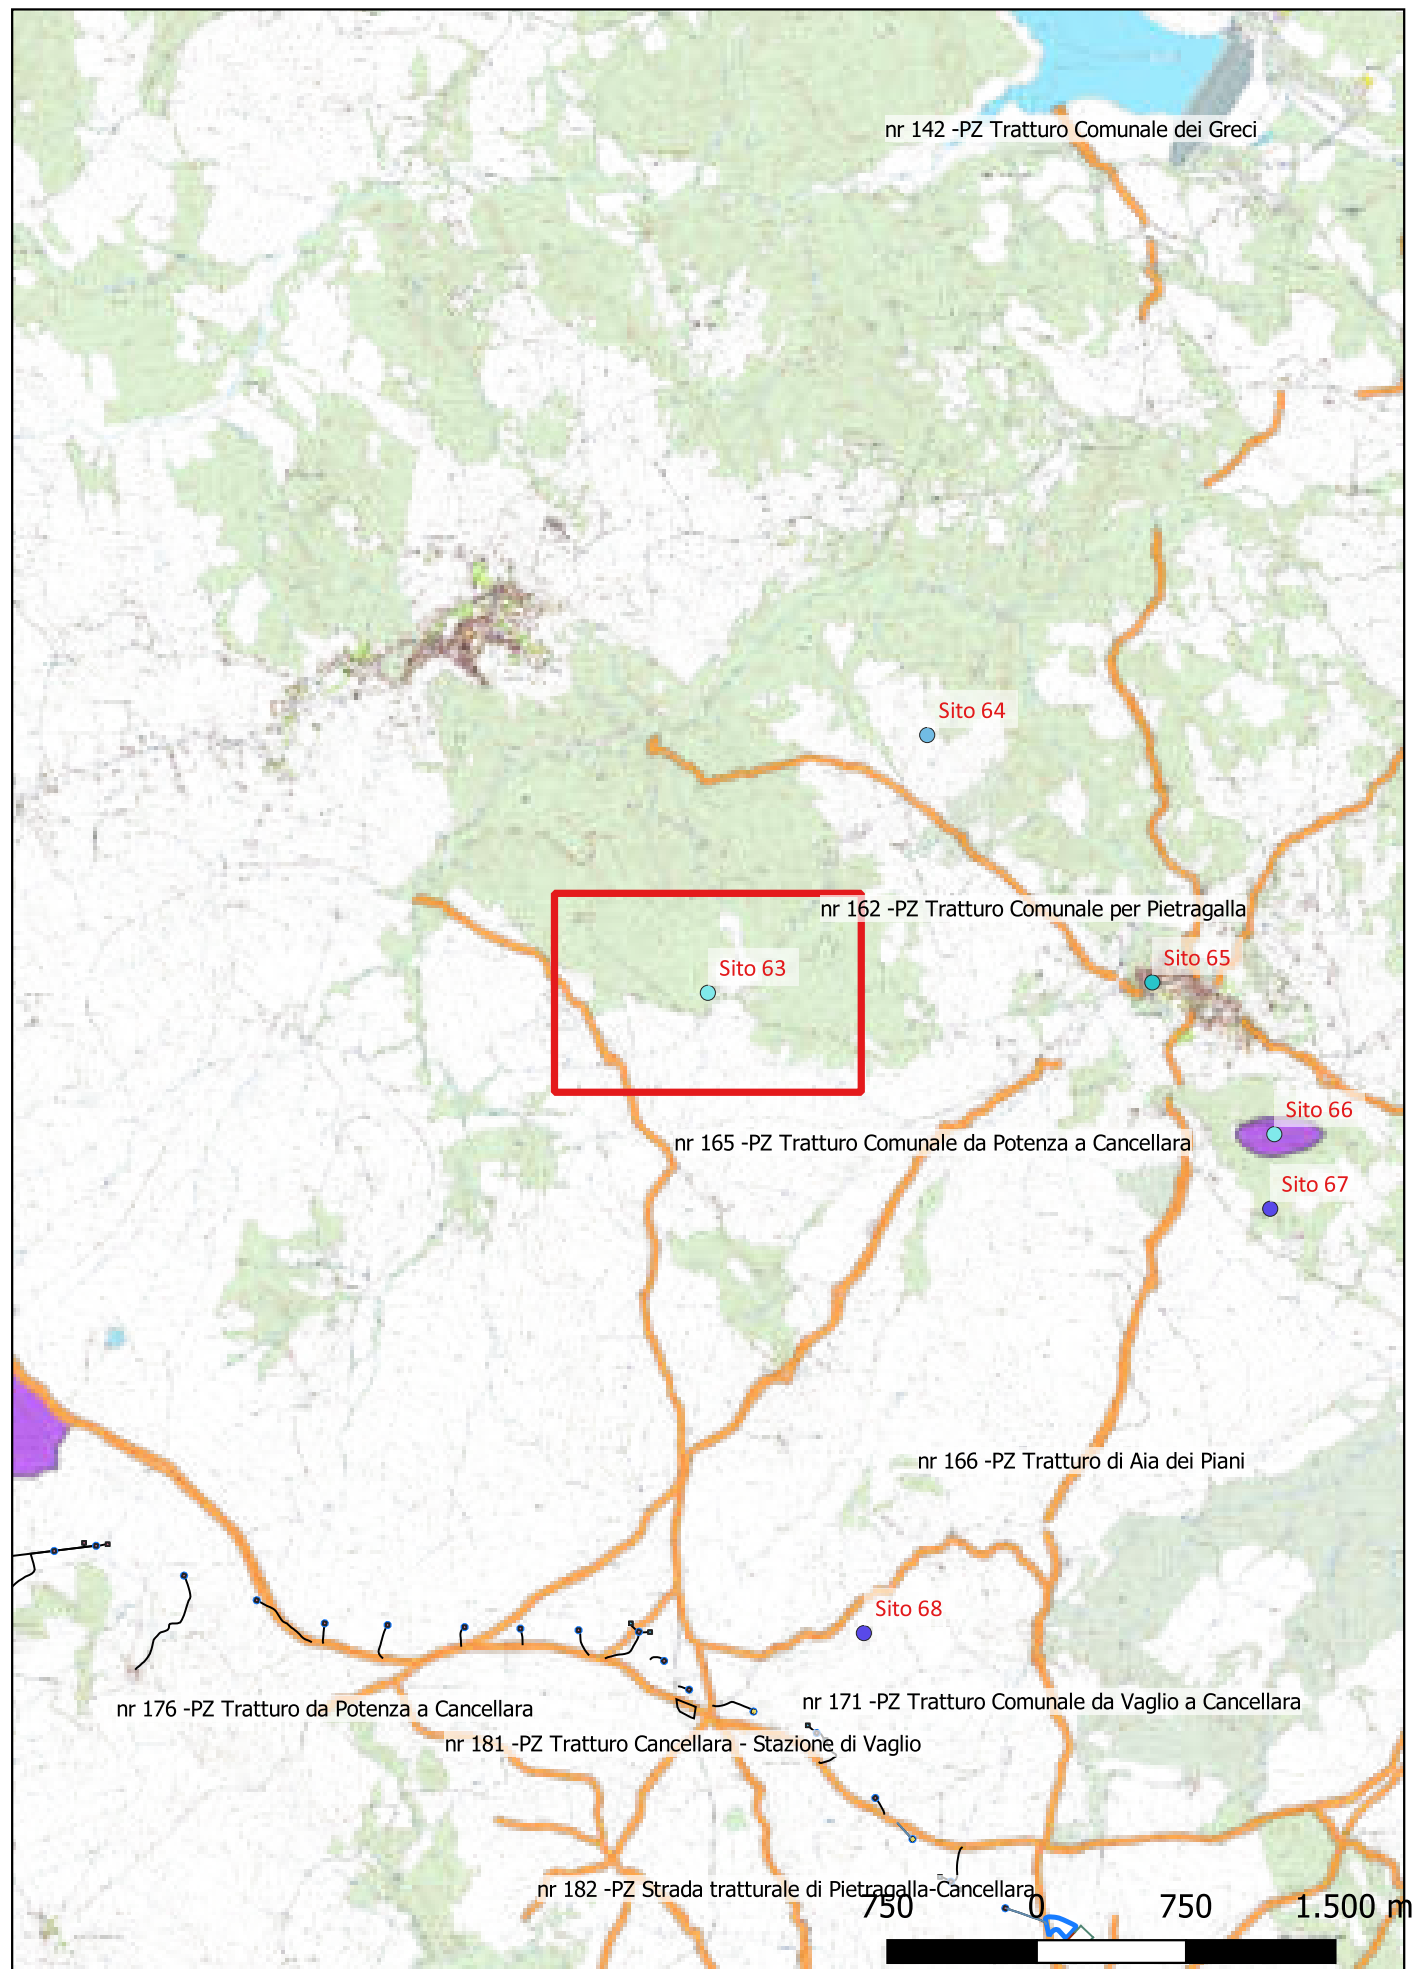 nr 142 -PZ Tratturo Comunale dei Greci
Sito 64
nr 162 -PZ Tratturo Comunale per Pietragalla
Sito 65
Sito 63
Sito 66
nr 165 -PZ Tratturo Comunale da Potenza a Cancellara
Sito 67
nr 166 -PZ Tratturo di Aia dei Piani
Sito 68
nr 171 -PZ Tratturo Comunale da Vaglio a Cancellara
nr 176 -PZ Tratturo da Potenza a Cancellara
nr 181 -PZ Tratturo Cancellara - Stazione di Vaglio
nr 182 -PZ Strada tratturale di Pietragalla-Cancellara
750 0 750 1.500 m